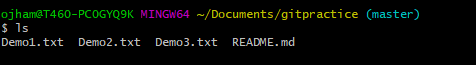 ojham@T460-PC0GYQ9K MINGW64 ~/Documents/gitpractice (master)
$ ls
Demo1.txt  Demo2.txt  Demo3.txt  README.md